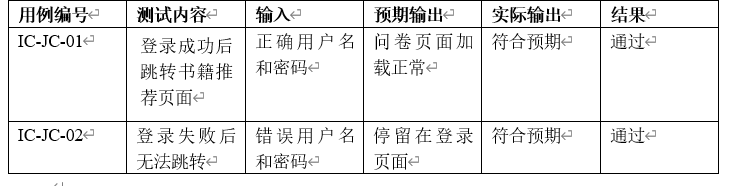 用例编号 测试内容 输入 预期输出 实际输出 结果
IC-JC-01 登录成功后 正确用户名 问卷页面加 符合预期 通过
跳转书籍推 和密码 载正常
荐页面
IC-JC-02 登录失败后 错误用户名 停留在登录 符合预期 通过
无法跳转 和密码 页面